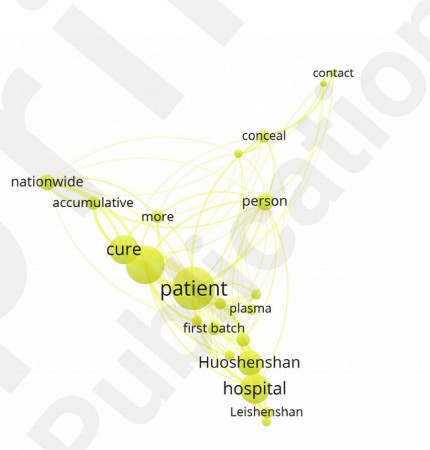 contact
conceal
nationwide
accumulative
person
more
cure
patient
plasma
first batch
Huoshenshan
hospital
Leishenshan